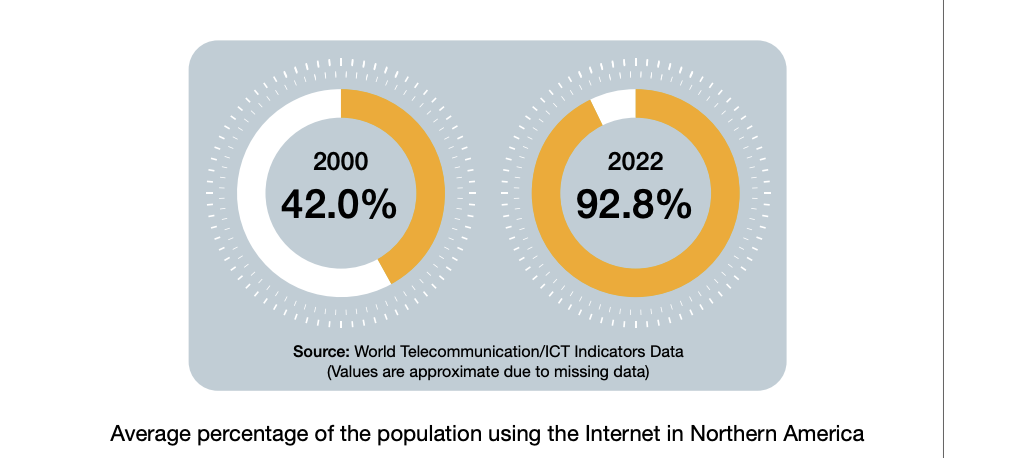 2000
42.0%
2022
92.8%
Source: World Telecommunication/ICT Indicators Data
(Values are approximate due to missing data)
Average percentage of the population using the Internet in Northern America